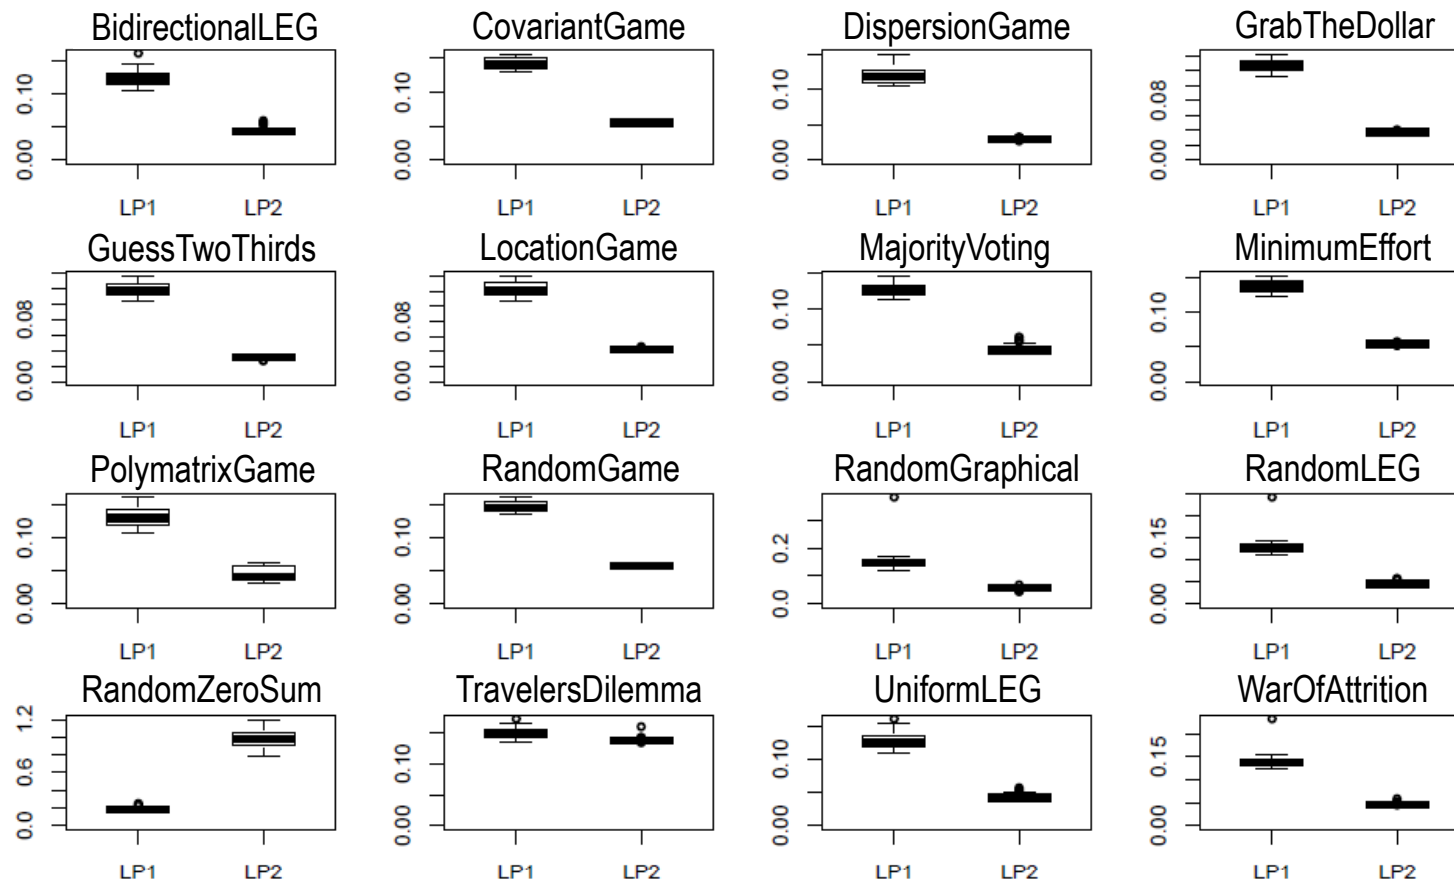 BidirectionalLEG CovariantGame DispersionGame GrabTheDollar
0.00 0.10 0.00 0.10 0.00 0.10 0.00 0.08
LP1 LP2 LP1 LP2 LP1 LP2 LP1 LP2
GuessTwoThirds LocationGame MajorityVoting MinimumEffort
0.00 0.08 0.00 0.08 0.00 0.10 0.00 0.10
LP1 LP2 LP1 LP2 LP1 LP2 LP1 LP2
PolymatrixGame RandomGame RandomGraphical RandomLEG
0.00 0.10 0.00 0.10 0.0 0.2 0.00 0.15
LP1 LP2 LP1 LP2 LP1 LP2 LP1 LP2
RandomZeroSum TravelersDilemma UniformLEG WarOfAttrition
0.0 0.6 1.2 0.00 0.10 0.00 0.10 0.00 0.15
LP1 LP2 LP1 LP2 LP1 LP2 LP1 LP2